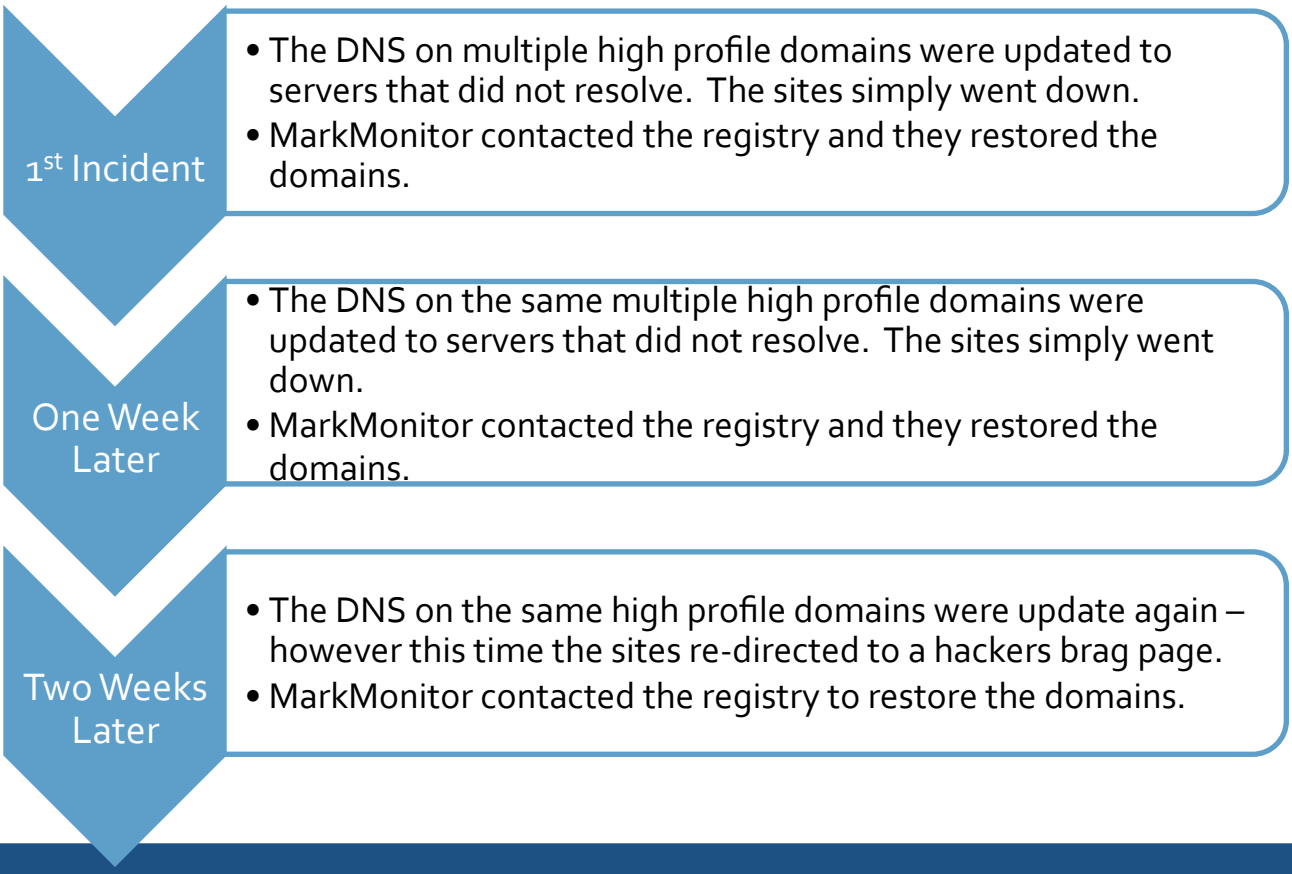 1st Incident
• The DNS on multiple high profile domains were updated to
servers that did not resolve.  The sites simply went down.
• MarkMonitor contacted the registry and they restored the
domains.
One Week
Later
• The DNS on the same multiple high profile domains were
updated to servers that did not resolve.  The sites simply went
down.
• MarkMonitor contacted the registry and they restored the
domains.
Two Weeks
Later
• The DNS on the same high profile domains were update again –
however this time the sites re-directed to a hackers brag page.
• MarkMonitor contacted the registry to restore the domains.